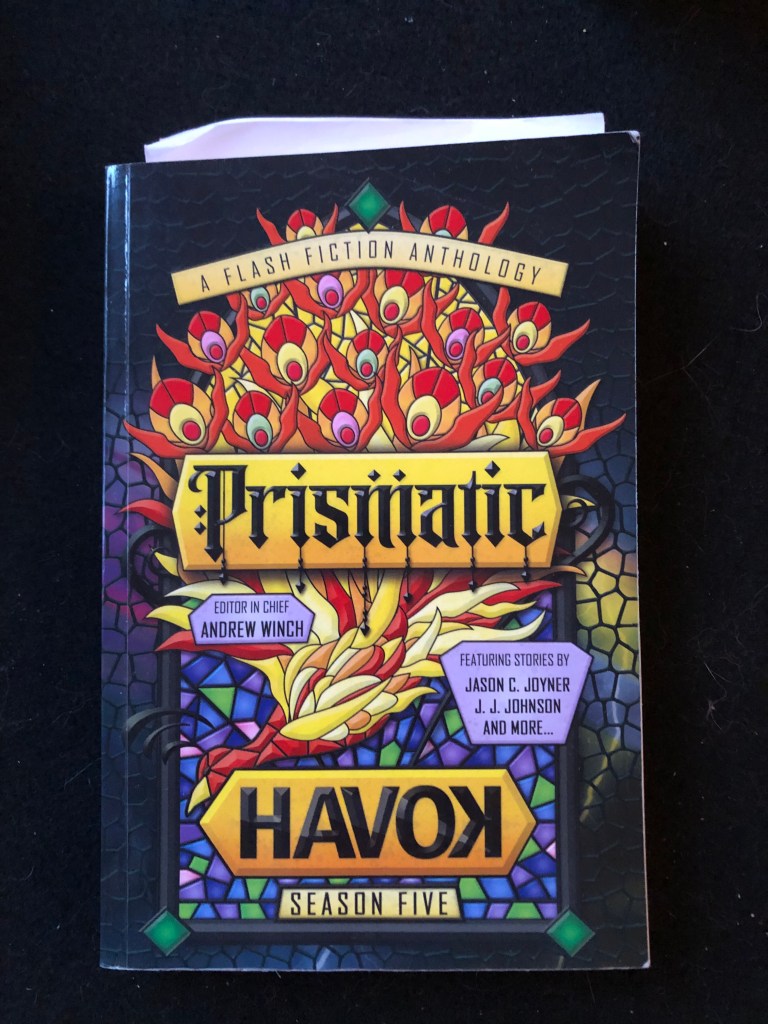 A FLASH FICTION ANTHOLOGY
Prismatic
EDITOR IN CHIEF
ANDREW WINCH
FEATURING STORIES BY
JASON C. JOYNER
J. J. JOHNSON
AND MORE...
HAVOK
SEASON FIVE